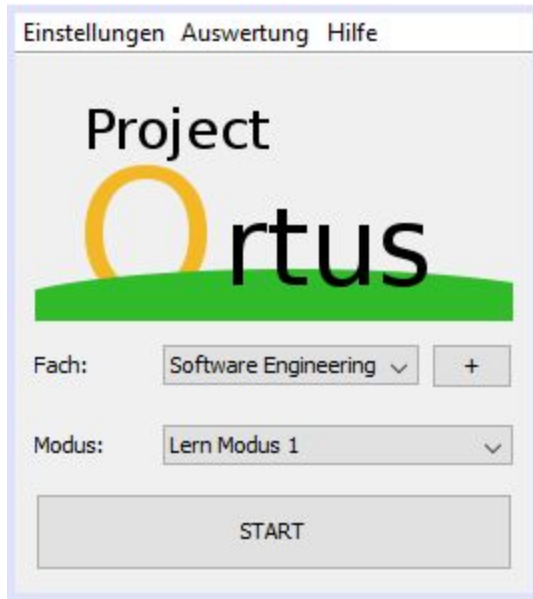 Einstellungen Auswertung Hilfe
Project
Ortus
Fach: Software Engineering +
Modus: Lern Modus 1
START